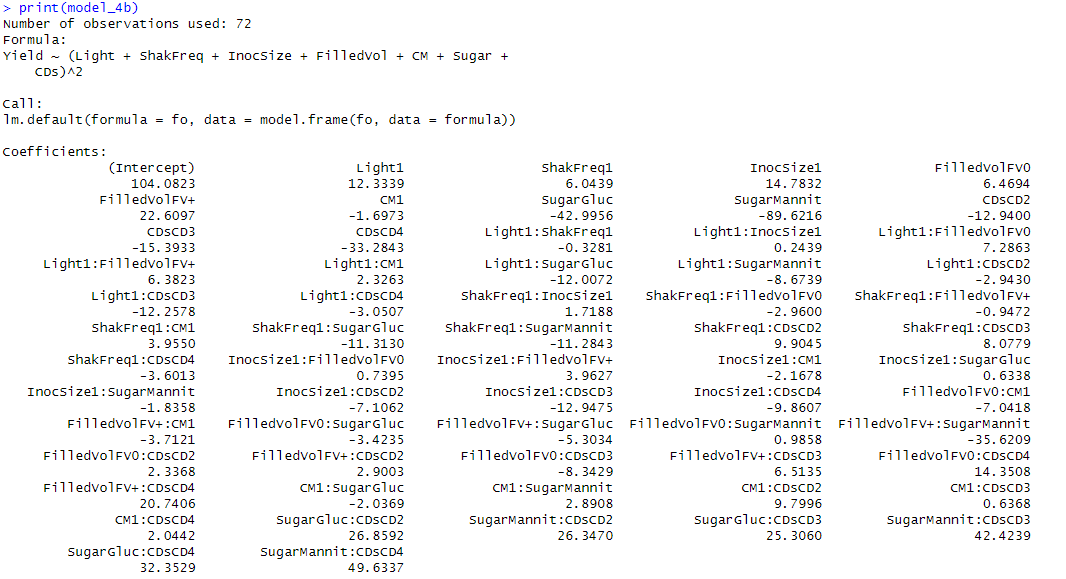 > print(model_4b)
Number of observations used: 72
Formula:
Yield ~ (Light + ShakFreq + InocSize + FilledVol + CM + Sugar +
    CDs)^2

Call:
lm.default(formula = fo, data = model.frame(fo, data = formula))

Coefficients:
(Intercept) Light1 ShakFreq1 InocSize1 FilledVolFV0
104.0823 12.3339 6.0439 14.7832 6.4694
FilledVolFV+ CM1 SugarGluc SugarMannit CDsCD2
22.6097 -1.6973 -42.9956 -89.6216 -12.9400
CDsCD3 CDsCD4 Light1:ShakFreq1 Light1:InocSize1 Light1:FilledVolFV0
-15.3933 -33.2843 -0.3281 0.2439 7.2863
Light1:FilledVolFV+ Light1:CM1 Light1:SugarGluc Light1:SugarMannit Light1:CDsCD2
6.3823 2.3263 -12.0072 -8.6739 -2.9430
Light1:CDsCD3 Light1:CDsCD4 ShakFreq1:InocSize1 ShakFreq1:FilledVolFV0 ShakFreq1:FilledVolFV+
-12.2578 -3.0507 1.7188 -2.9600 -0.9472
ShakFreq1:CM1 ShakFreq1:SugarGluc ShakFreq1:SugarMannit ShakFreq1:CDsCD2 ShakFreq1:CDsCD3
3.9550 -11.3130 -11.2843 9.9045 8.0779
ShakFreq1:CDsCD4 InocSize1:FilledVolFV0 InocSize1:FilledVolFV+ InocSize1:CM1 InocSize1:SugarGluc
-3.6013 0.7395 3.9627 -2.1678 0.6338
InocSize1:SugarMannit InocSize1:CDsCD2 InocSize1:CDsCD3 InocSize1:CDsCD4 FilledVolFV0:CM1
-1.8358 -7.1062 -12.9475 -9.8607 -7.0418
FilledVolFV+:CM1 FilledVolFV0:SugarGluc FilledVolFV+:SugarGluc FilledVolFV0:SugarMannit FilledVolFV+:SugarMannit
-3.7121 -3.4235 -5.3034 0.9858 -35.6209
FilledVolFV0:CDsCD2 FilledVolFV+:CDsCD2 FilledVolFV0:CDsCD3 FilledVolFV+:CDsCD3 FilledVolFV0:CDsCD4
2.3368 2.9003 -8.3429 6.5135 14.3508
FilledVolFV+:CDsCD4 CM1:SugarGluc CM1:SugarMannit CM1:CDsCD2 CM1:CDsCD3
20.7406 -2.0369 2.8908 9.7996 0.6368
CM1:CDsCD4 SugarGluc:CDsCD2 SugarMannit:CDsCD2 SugarGluc:CDsCD3 SugarMannit:CDsCD3
2.0442 26.8592 26.3470 25.3060 42.4239
SugarGluc:CDsCD4 SugarMannit:CDsCD4
32.3529 49.6337